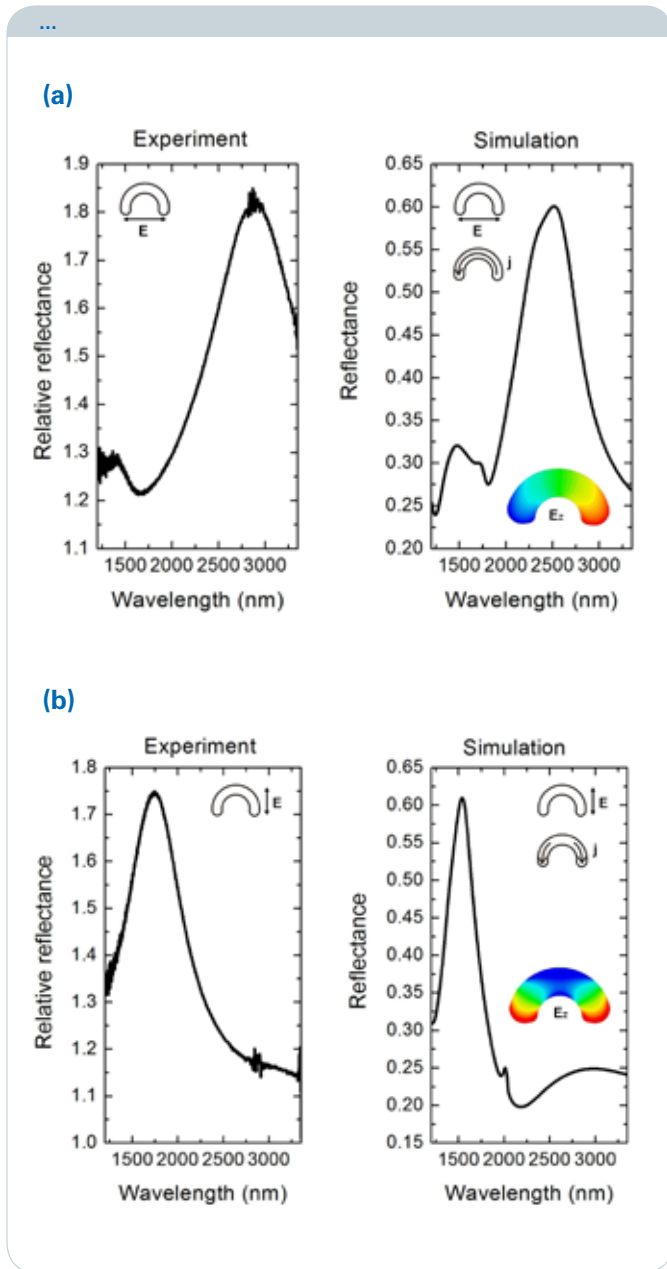 ...
(a)
Experiment
Relative reflectance
1.9
1.8
1.7
1.6
1.5
1.4
1.3
1.2
1.1
E
1500 2000 2500 3000
Wavelength (nm)
Simulation
Reflectance
0.65
0.60
0.55
0.50
0.45
0.40
0.35
0.30
0.25
0.20
E
j
Ez
1500 2000 2500 3000
Wavelength (nm)
(b)
Experiment
Relative reflectance
1.8
1.7
1.6
1.5
1.4
1.3
1.2
1.1
1.0
E
1500 2000 2500 3000
Wavelength (nm)
Simulation
Reflectance
0.65
0.60
0.55
0.50
0.45
0.40
0.35
0.30
0.25
0.20
0.15
E
j
Ez
1500 2000 2500 3000
Wavelength (nm)